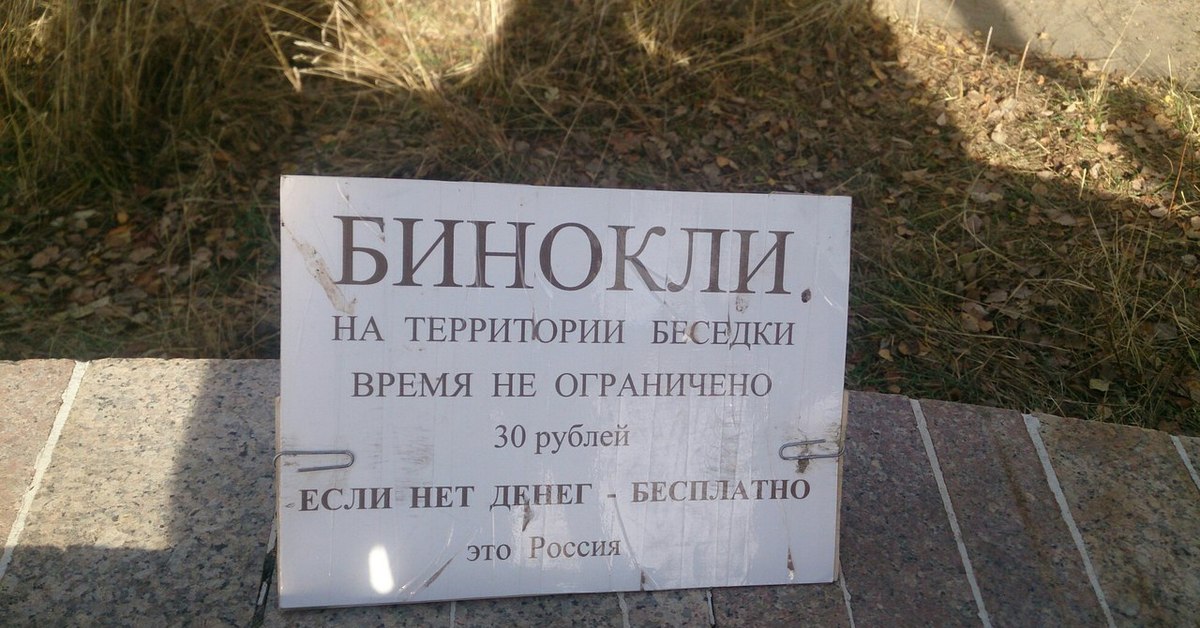 БИНОКЛИ.
НА ТЕРРИТОРИИ БЕСЕДКИ
ВРЕМЯ НЕ ОГРАНИЧЕНО
30 рублей
ЕСЛИ НЕТ ДЕНЕГ - БЕСПЛАТНО
это Россия